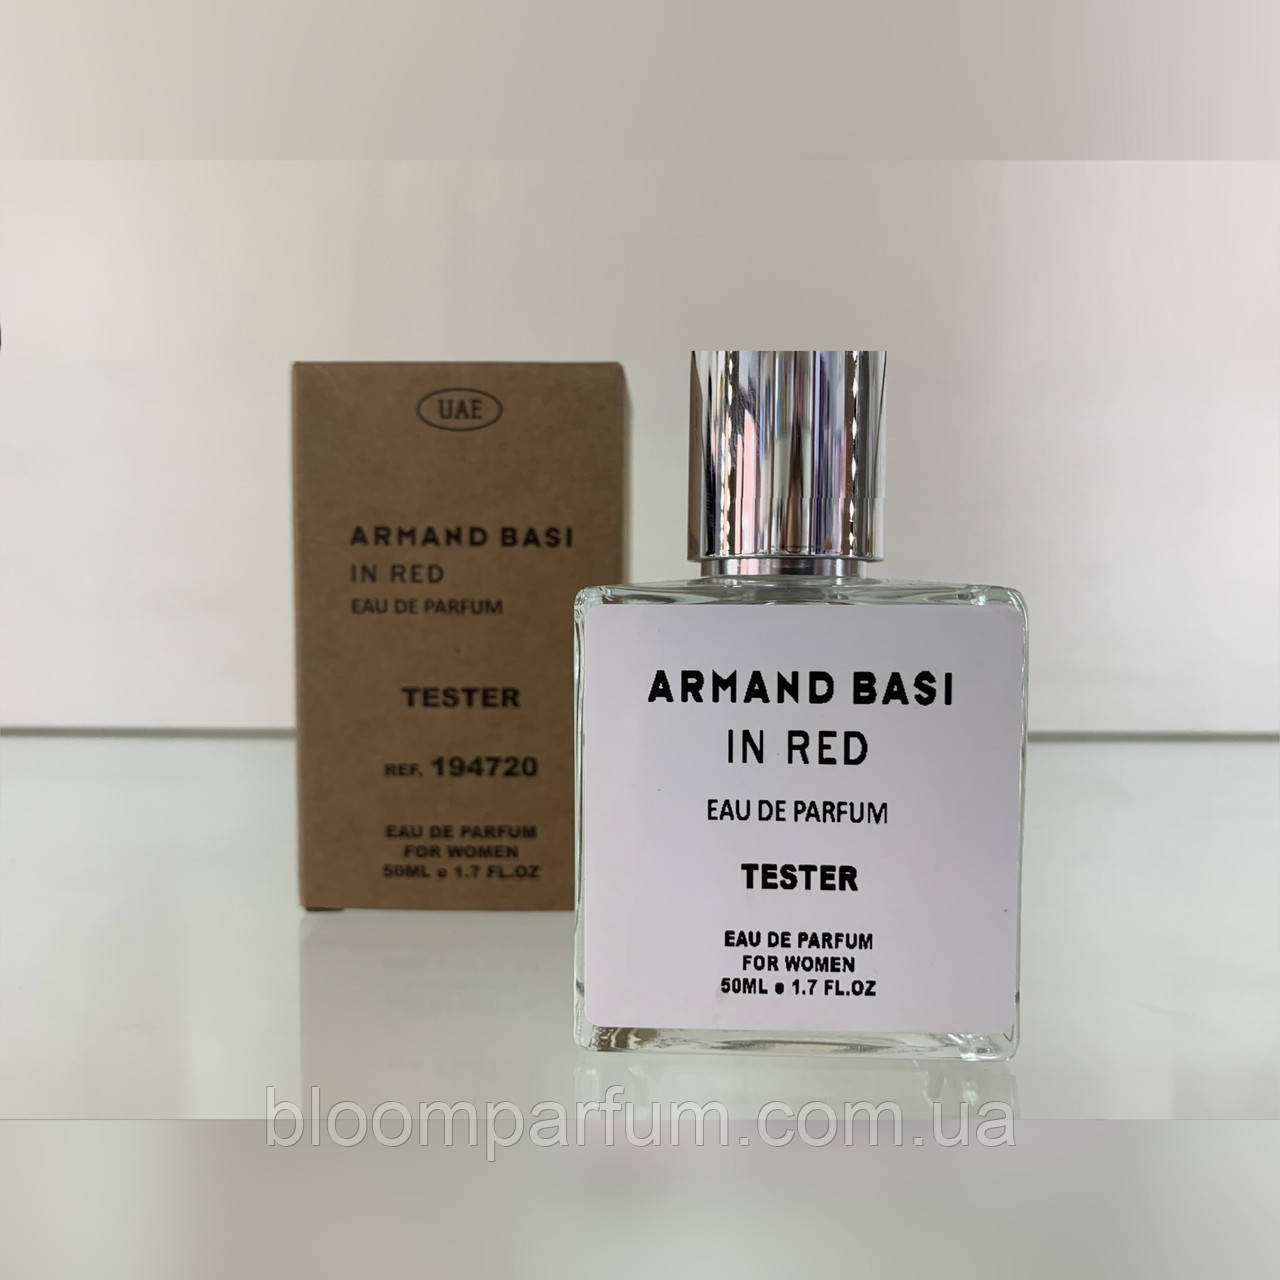 UAE
ARMAND BASI
IN RED
EAU DE PARFUM
TESTER
REF. 194720
EAU DE PARFUM
FOR WOMEN
50ML e 1.7 FL.OZ
ARMAND BASI
IN RED
EAU DE PARFUM
TESTER
EAU DE PARFUM
FOR WOMEN
50ML e 1.7 FL.OZ
bloomparfum.com.ua